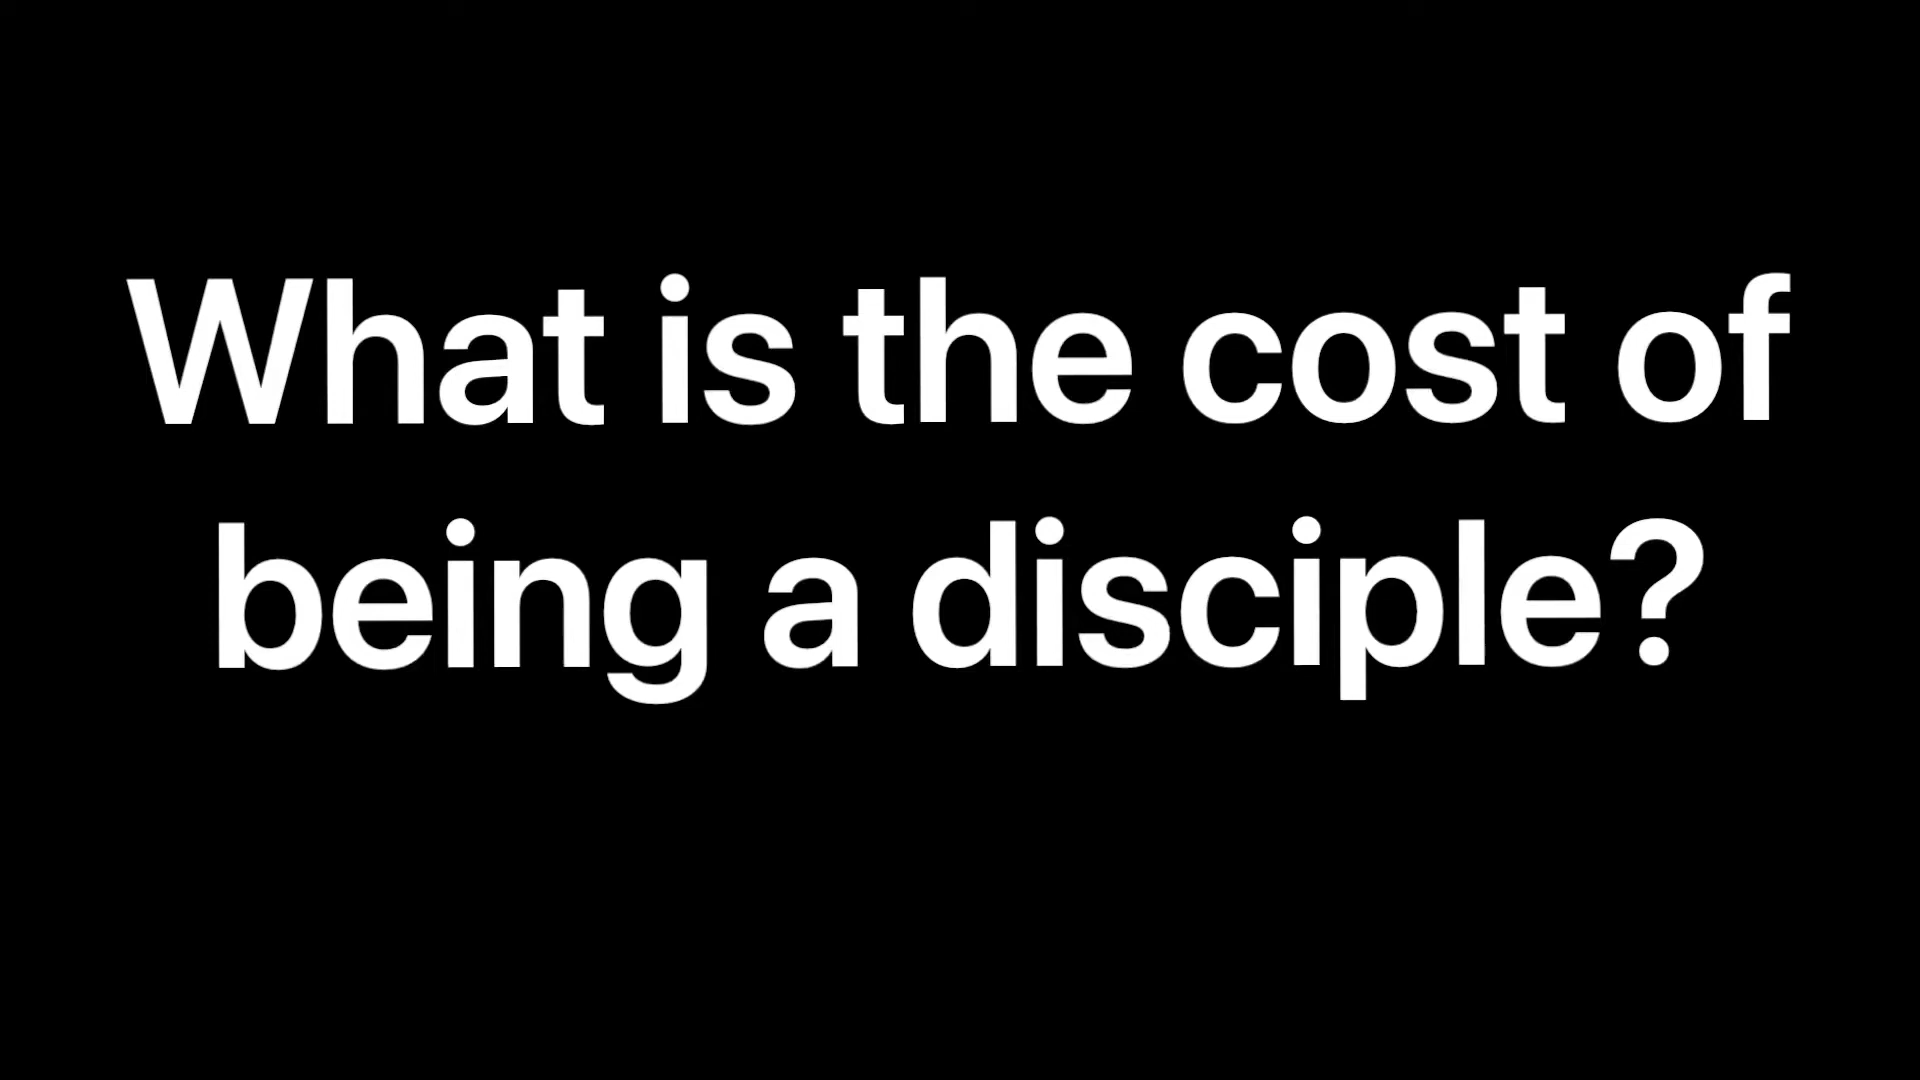 What is the cost of
being a disciple?